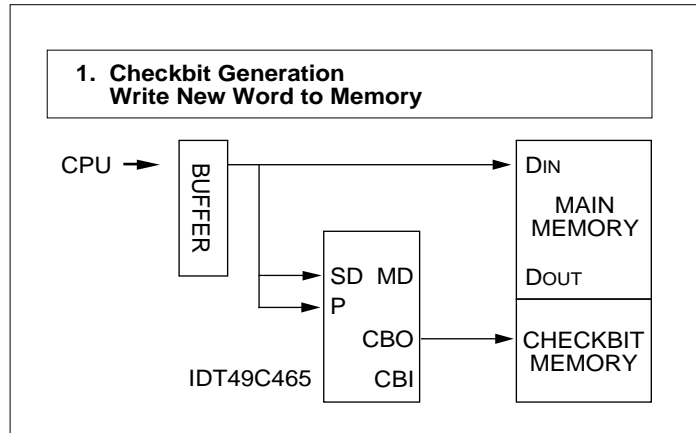 1. Checkbit Generation
Write New Word to Memory
CPU
BUFFER
DIN
MAIN
MEMORY
DOUT
SD MD
P
CBO
CBI
CHECKBIT
MEMORY
IDT49C465